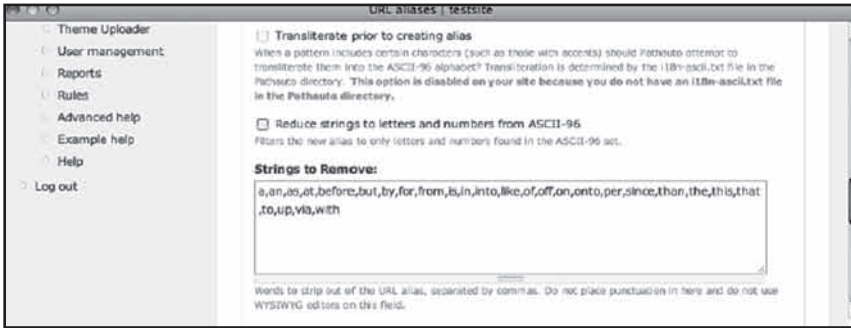 URL aliases | testsite
Theme Uploader
User management
Reports
Rules
Advanced help
Example help
Help
Log out
Transliterate prior to creating alias
When a pattern includes certain characters (such as those with accents) should Pathauto attempt to
transliterate them into the ASCII-96 alphabet? Transliteration is determined by the i18n-ascii.txt file in the
Pathauto directory. This option is disabled on your site because you do not have an i18n-ascii.txt file
in the Pathauto directory.
Reduce strings to letters and numbers from ASCII-96
Filters the new alias to only letters and numbers found in the ASCII-96 set.
Strings to Remove:
a,an,as,at,before,but,by,for,from,is,in,into,like,of,off,on,onto,per,since,than,the,this,that
,to,up,via,with
Words to strip out of the URL alias, separated by commas. Do not place punctuation in here and do not use
WYSIWYG editors on this field.